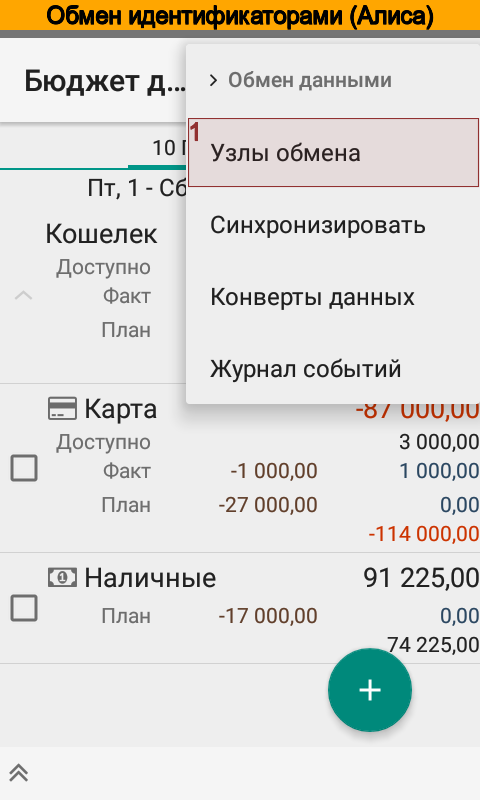 Обмен идентификаторами (Алиса)
Бюджет д...
Обмен данными
1
Узлы обмена
10
Пт, 1 - Сб
Синхронизировать
Кошелек
Доступно
Факт
Конверты данных
План
Журнал событий
Карта -87 000,00
Доступно 3 000,00
Факт -1 000,00 1 000,00
План -27 000,00 0,00
-114 000,00
Наличные 91 225,00
План -17 000,00 0,00
74 225,00